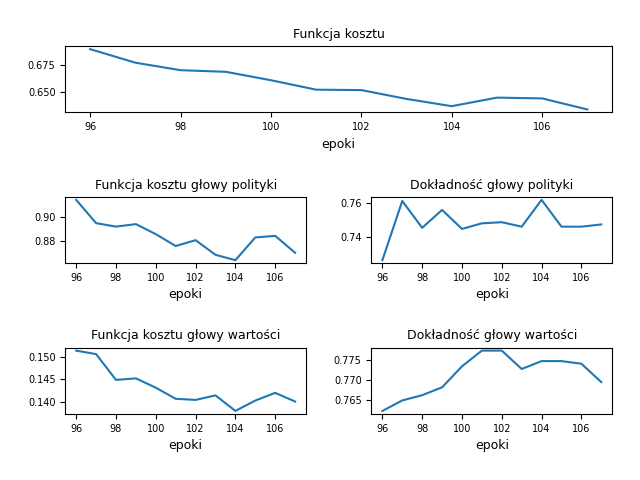 Funkcja kosztu
0.675
0.650
96 98 100 102 104 106
epoki
Funkcja kosztu głowy polityki
0.90
0.88
96 98 100 102 104 106
epoki
Dokładność głowy polityki
0.76
0.74
96 98 100 102 104 106
epoki
Funkcja kosztu głowy wartości
0.150
0.145
0.140
96 98 100 102 104 106
epoki
Dokładność głowy wartości
0.775
0.770
0.765
96 98 100 102 104 106
epoki